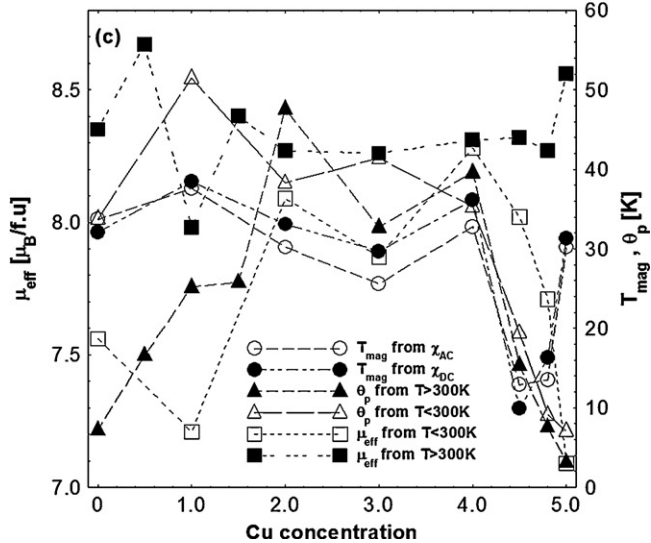 (c)
60
8.5
50
40
8.0
30
7.5
20
10
7.0
0
μeff [μB/f.u]
Tmag , θp [K]
Tmag from χAC
Tmag from χDC
θp from T>300K
θp from T<300K
μeff from T<300K
μeff from T>300K
0.0 1.0 2.0 3.0 4.0 5.0
Cu concentration